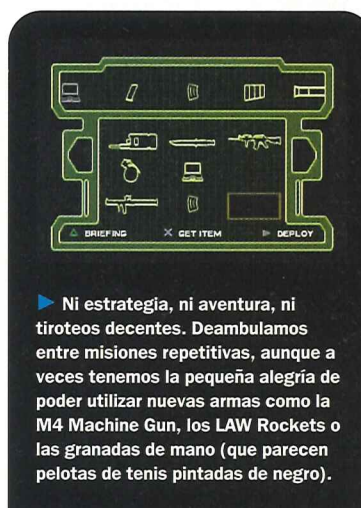 △ BRIEFING ✕ GET ITEM ▶ DEPLOY
▶ Ni estrategia, ni aventura, ni
tiroteos decentes. Deambulamos
entre misiones repetitivas, aunque a
veces tenemos la pequeña alegría de
poder utilizar nuevas armas como la
M4 Machine Gun, los LAW Rockets o
las granadas de mano (que parecen
pelotas de tenis pintadas de negro).